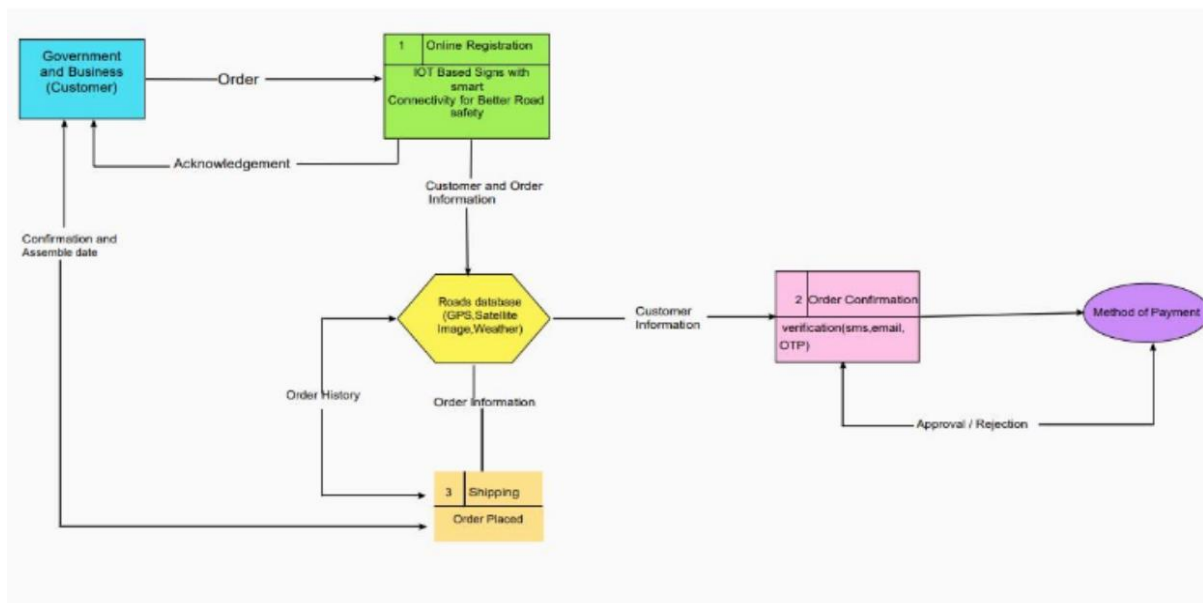 Government
and Business
(Customer)
Order
1 Online Registration
IOT Based Signs with
smart
Connectivity for Better Road
safety
Acknowledgement
Customer and Order
Information
Confirmation and
Assemble date
Roads database
(GPS,Satellite
Image,Weather)
Customer
Information
2 Order Confirmation
verification(sms,email,
OTP)
Method of Payment
Order History
Order Information
Approval / Rejection
3 Shipping
Order Placed